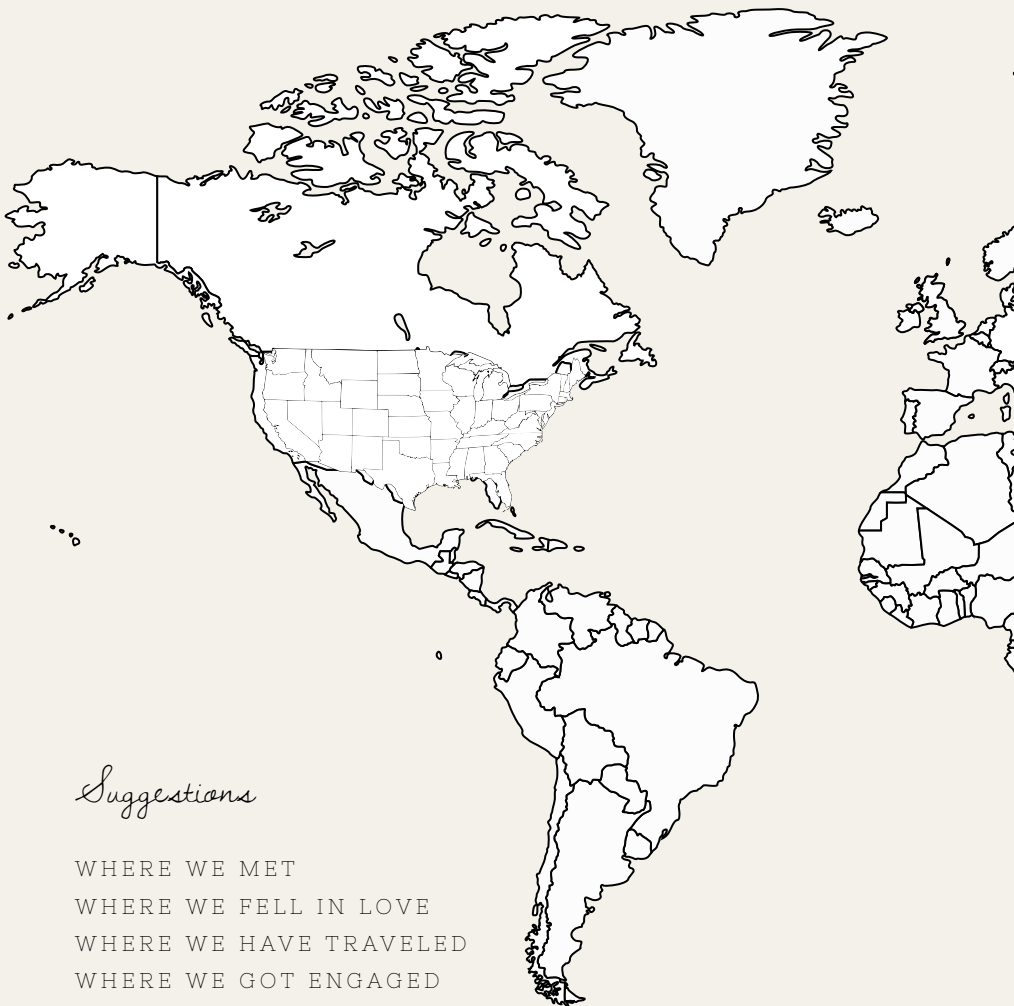 Suggestions
WHERE WE MET
WHERE WE FELL IN LOVE
WHERE WE HAVE TRAVELED
WHERE WE GOT ENGAGED